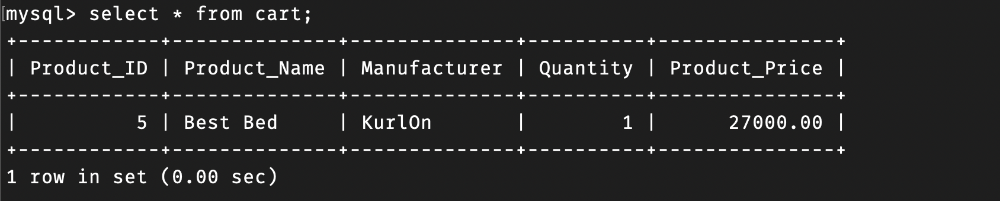 [mysql> select * from cart;
+------------+--------------+--------------+----------+---------------+
| Product_ID | Product_Name | Manufacturer | Quantity | Product_Price |
+------------+--------------+--------------+----------+---------------+
|          5 | Best Bed     | KurlOn       |        1 |      27000.00 |
+------------+--------------+--------------+----------+---------------+
1 row in set (0.00 sec)